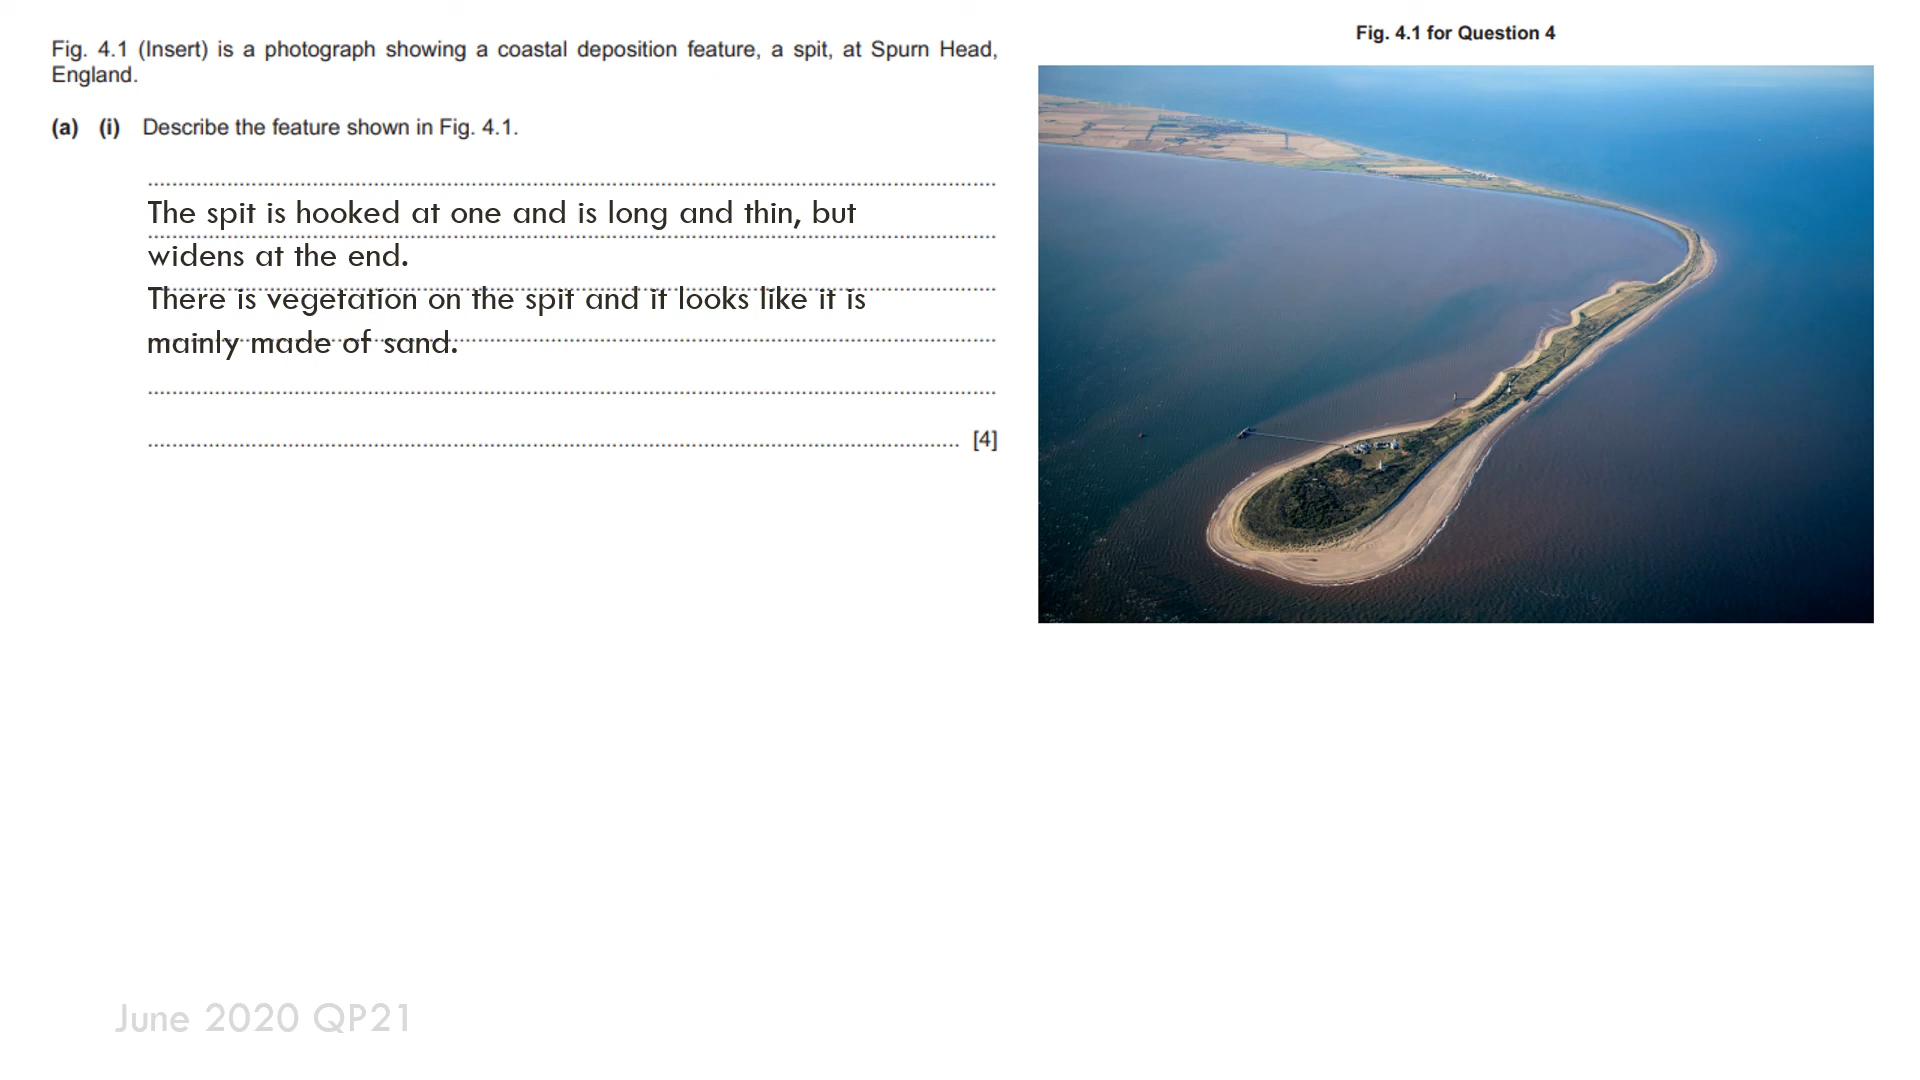 Fig. 4.1 (Insert) is a photograph showing a coastal deposition feature, a spit, at Spurn Head,
England.
(a) (i) Describe the feature shown in Fig. 4.1.
The spit is hooked at one and is long and thin, but
widens at the end.
There is vegetation on the spit and it looks like it is
mainly made of sand.
[4]
Fig. 4.1 for Question 4
June 2020 QP21